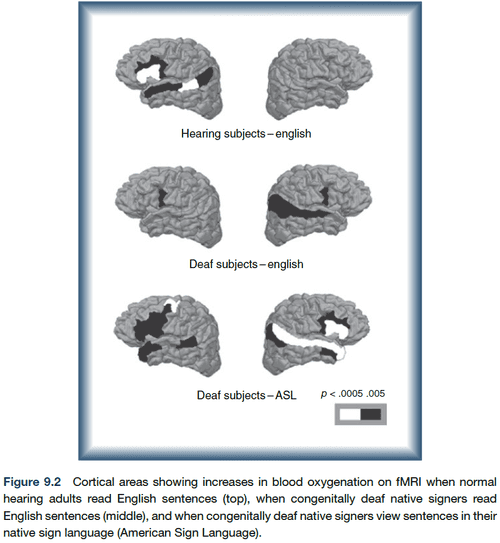 Hearing subjects–english
Deaf subjects–english
Deaf subjects–ASL
p < .0005 .005
Figure 9.2 Cortical areas showing increases in blood oxygenation on fMRI when normal
hearing adults read English sentences (top), when congenitally deaf native signers read
English sentences (middle), and when congenitally deaf native signers view sentences in their
native sign language (American Sign Language).